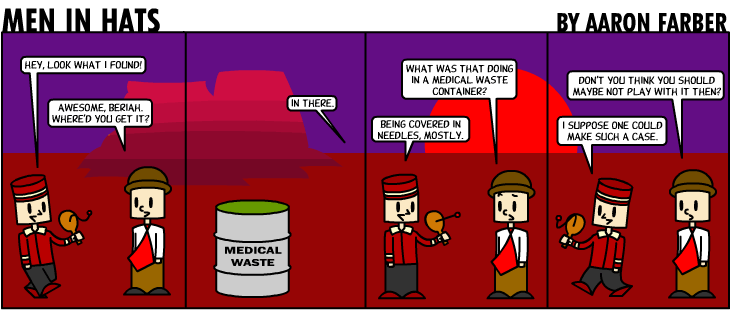 MEN IN HATS
BY AARON FARBER
HEY, LOOK WHAT I FOUND!
AWESOME, BERIAH.
WHERE'D YOU GET IT?
IN THERE.
MEDICAL
WASTE
WHAT WAS THAT DOING
IN A MEDICAL WASTE
CONTAINER?
BEING COVERED IN
NEEDLES, MOSTLY.
DON'T YOU THINK YOU SHOULD
MAYBE NOT PLAY WITH IT THEN?
I SUPPOSE ONE COULD
MAKE SUCH A CASE.